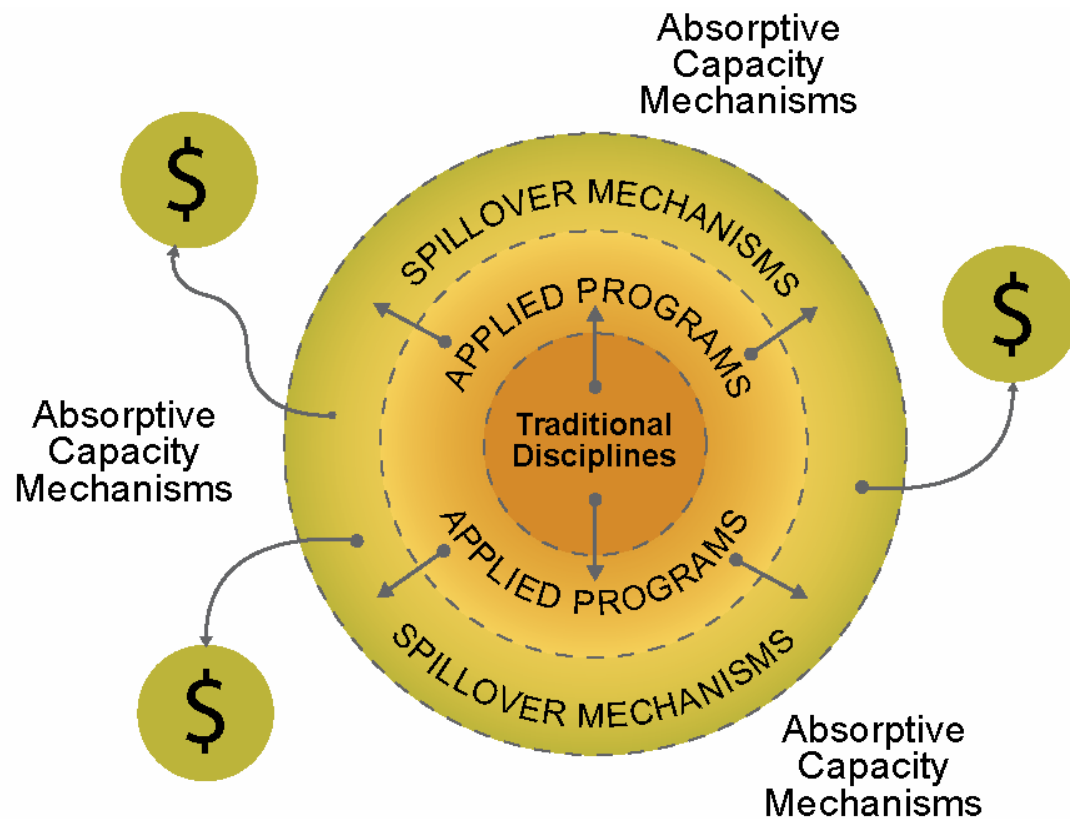 Absorptive
Capacity
Mechanisms
$
SPILLOVER MECHANISMS
$
APPLIED PROGRAMS
Absorptive
Capacity
Mechanisms
Traditional
Disciplines
APPLIED PROGRAMS
SPILLOVER MECHANISMS
$
Absorptive
Capacity
Mechanisms